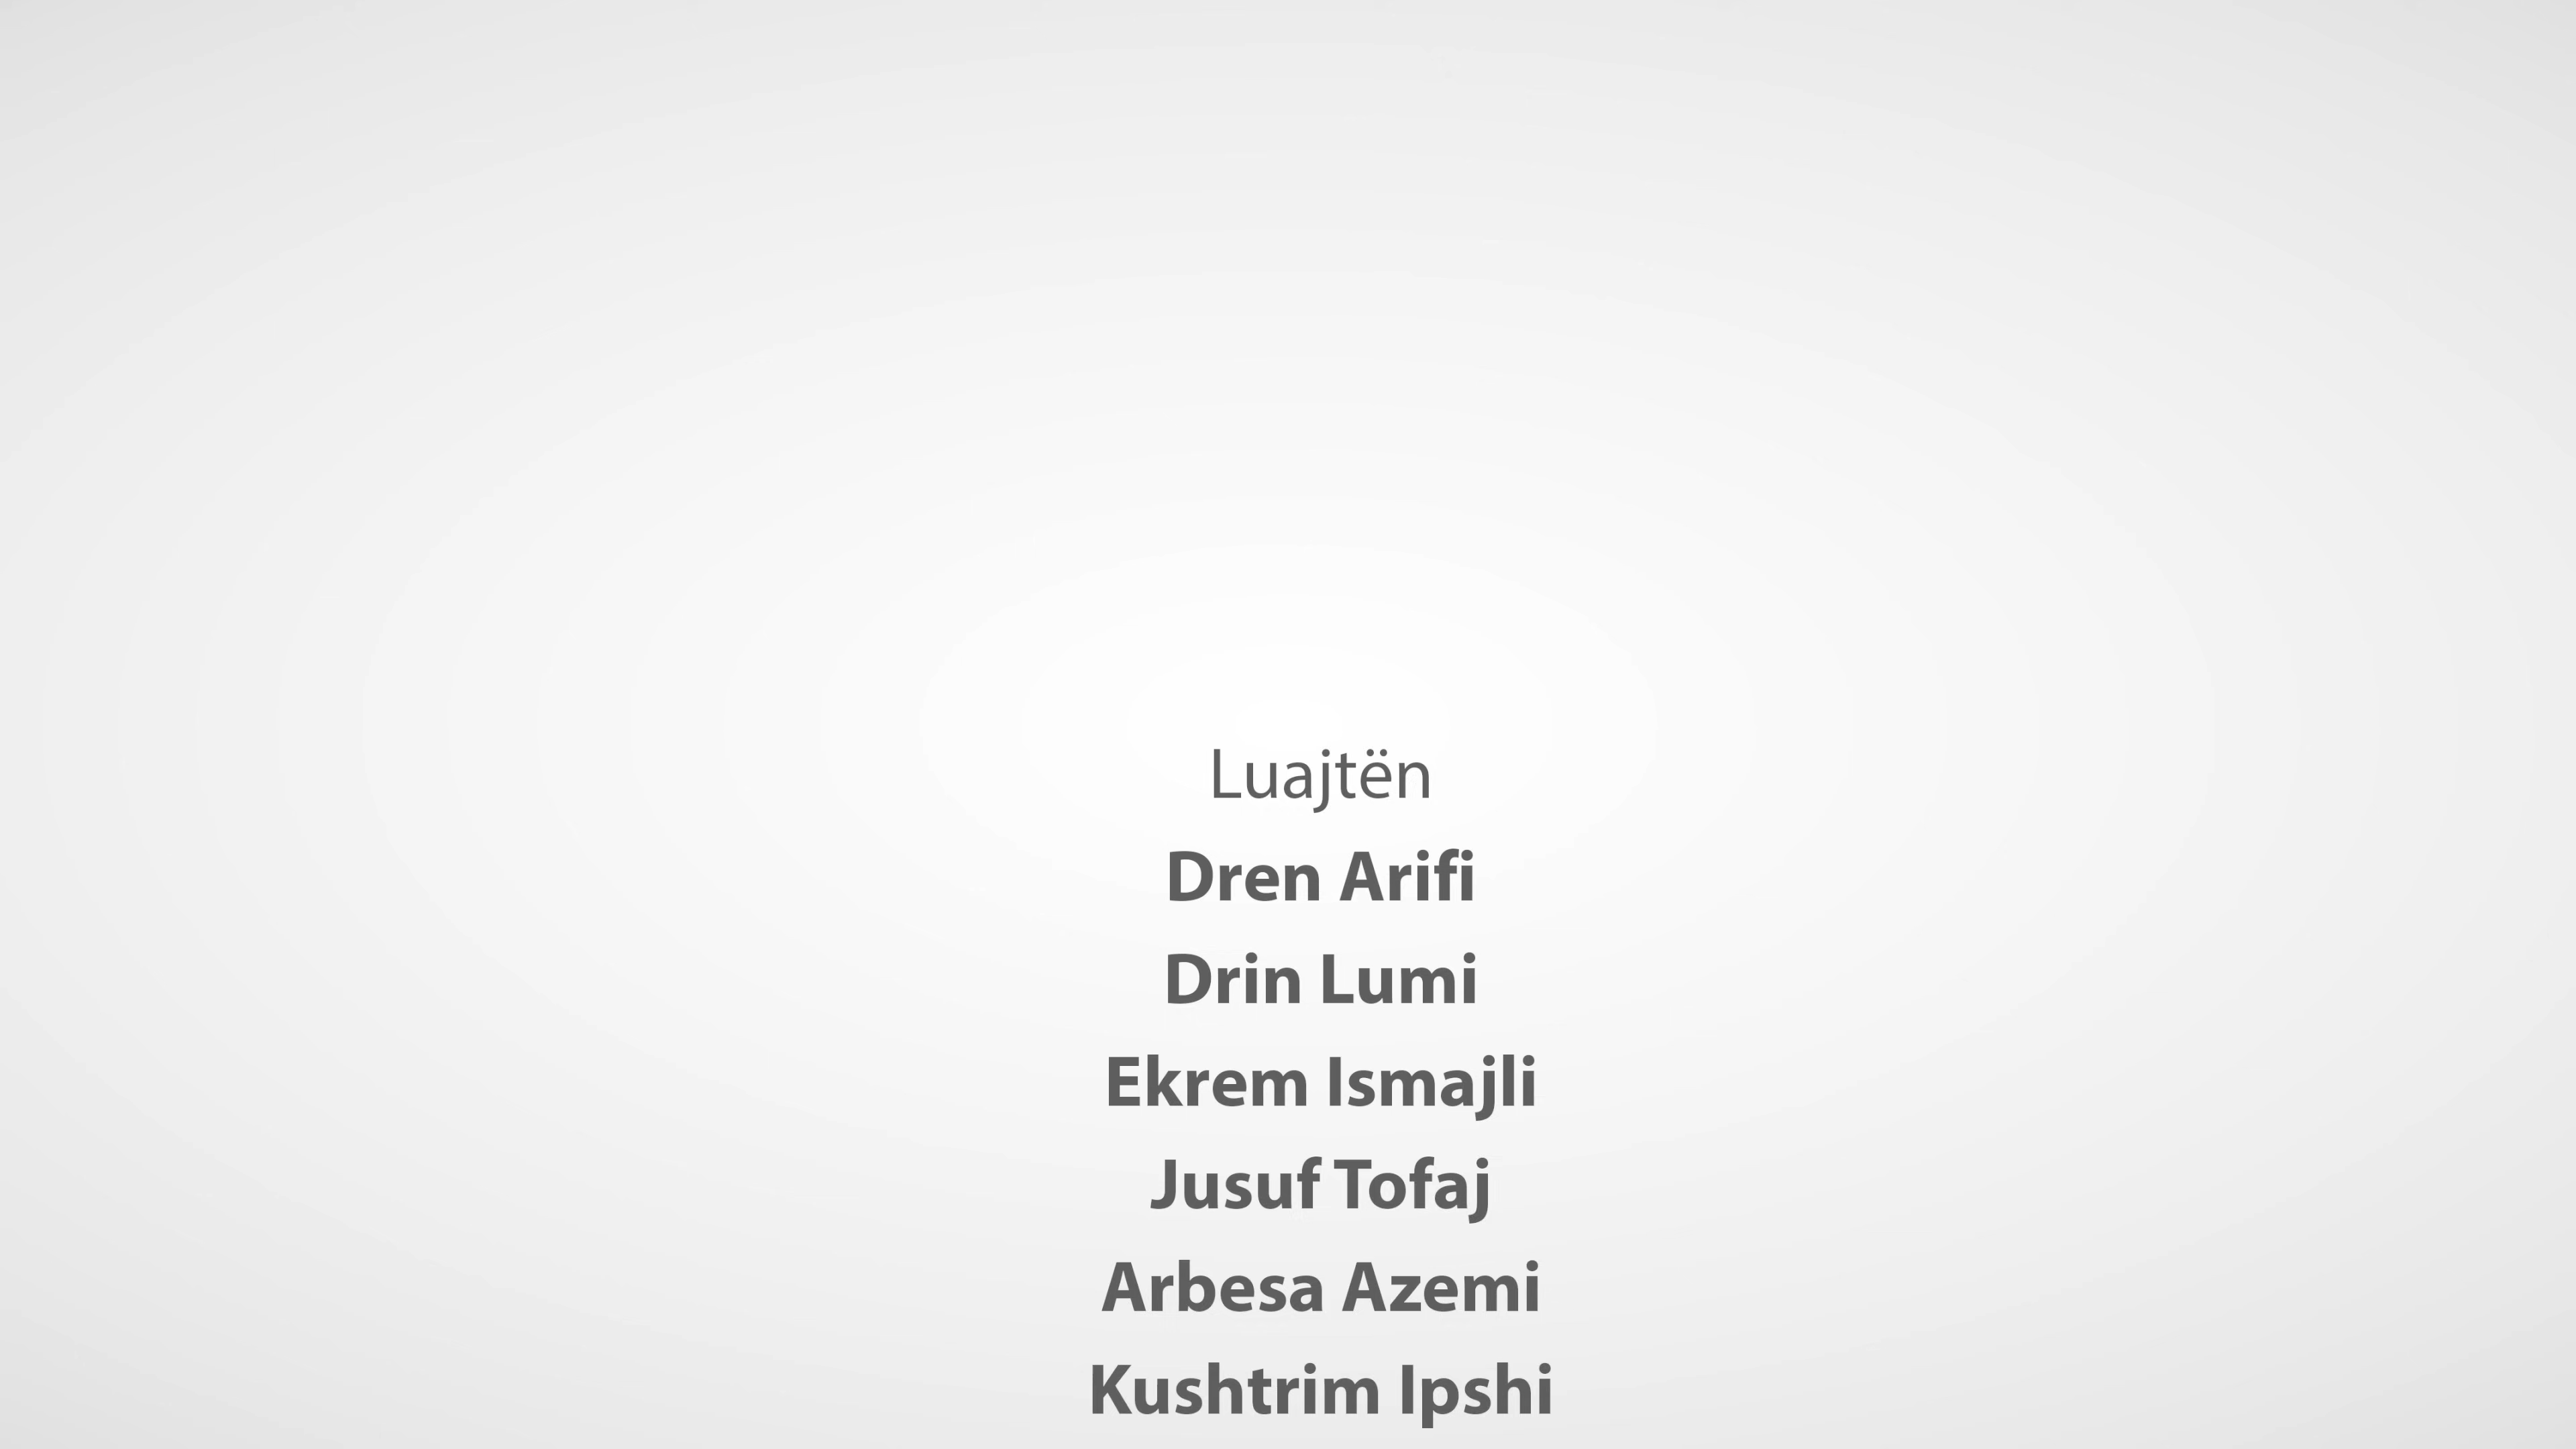 Luajtën
Dren Arifi
Drin Lumi
Ekrem Ismajli
Jusuf Tofaj
Arbesa Azemi
Kushtrim Ipshi